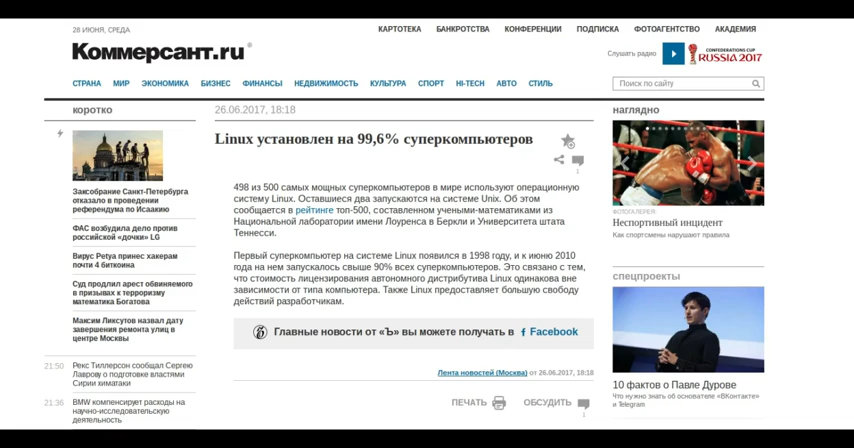 28 ИЮНЯ, СРЕДА
КАРТОТЕКА БАНКРОТСТВА КОНФЕРЕНЦИИ ПОДПИСКА ФОТОАГЕНТСТВО АКАДЕМИЯ
Коммерсант.ru®
Слушать радио
CONFEDERATIONS CUP
RUSSIA 2017
СТРАНА МИР ЭКОНОМИКА БИЗНЕС ФИНАНСЫ НЕДВИЖИМОСТЬ КУЛЬТУРА СПОРТ HI-TECH АВТО СТИЛЬ
Поиск по сайту
коротко
Заксобрание Санкт-Петербурга
отказало в проведении
референдума по Исаакию
ФАС возбудила дело против
российской «дочки» LG
Вирус Petya принес хакерам
почти 4 биткоина
Суд продлил арест обвиняемого
в призывах к терроризму
математика Богатова
Максим Ликсутов назвал дату
завершения ремонта улиц в
центре Москвы
21:50 Рекс Тиллерсон сообщил Сергею
Лаврову о подготовке властями
Сирии химатаки
21:36 BMW компенсирует расходы на
научно-исследовательскую
деятельность
26.06.2017, 18:18
Linux установлен на 99,6% суперкомпьютеров
1
498 из 500 самых мощных суперкомпьютеров в мире используют операционную
систему Linux. Оставшиеся два запускаются на системе Unix. Об этом
сообщается в рейтинге топ-500, составленном учеными-математиками из
Национальной лаборатории имени Лоуренса в Беркли и Университета штата
Теннесси.
Первый суперкомпьютер на системе Linux появился в 1998 году, и к июню 2010
года на нем запускалось свыше 90% всех суперкомпьютеров. Это связано с тем,
что стоимость лицензирования автономного дистрибутива Linux одинакова вне
зависимости от типа компьютера. Также Linux предоставляет большую свободу
действий разработчикам.
Главные новости от «Ъ» вы можете получать в f Facebook
Лента новостей (Москва) от 26.06.2017, 18:18
ПЕЧАТЬ ОБСУДИТЬ
1
наглядно
ФОТОГАЛЕРЕЯ
Неспортивный инцидент
Как спортсмены нарушают правила
спецпроекты
10 фактов о Павле Дурове
Что нужно знать об основателе «ВКонтакте»
и Telegram